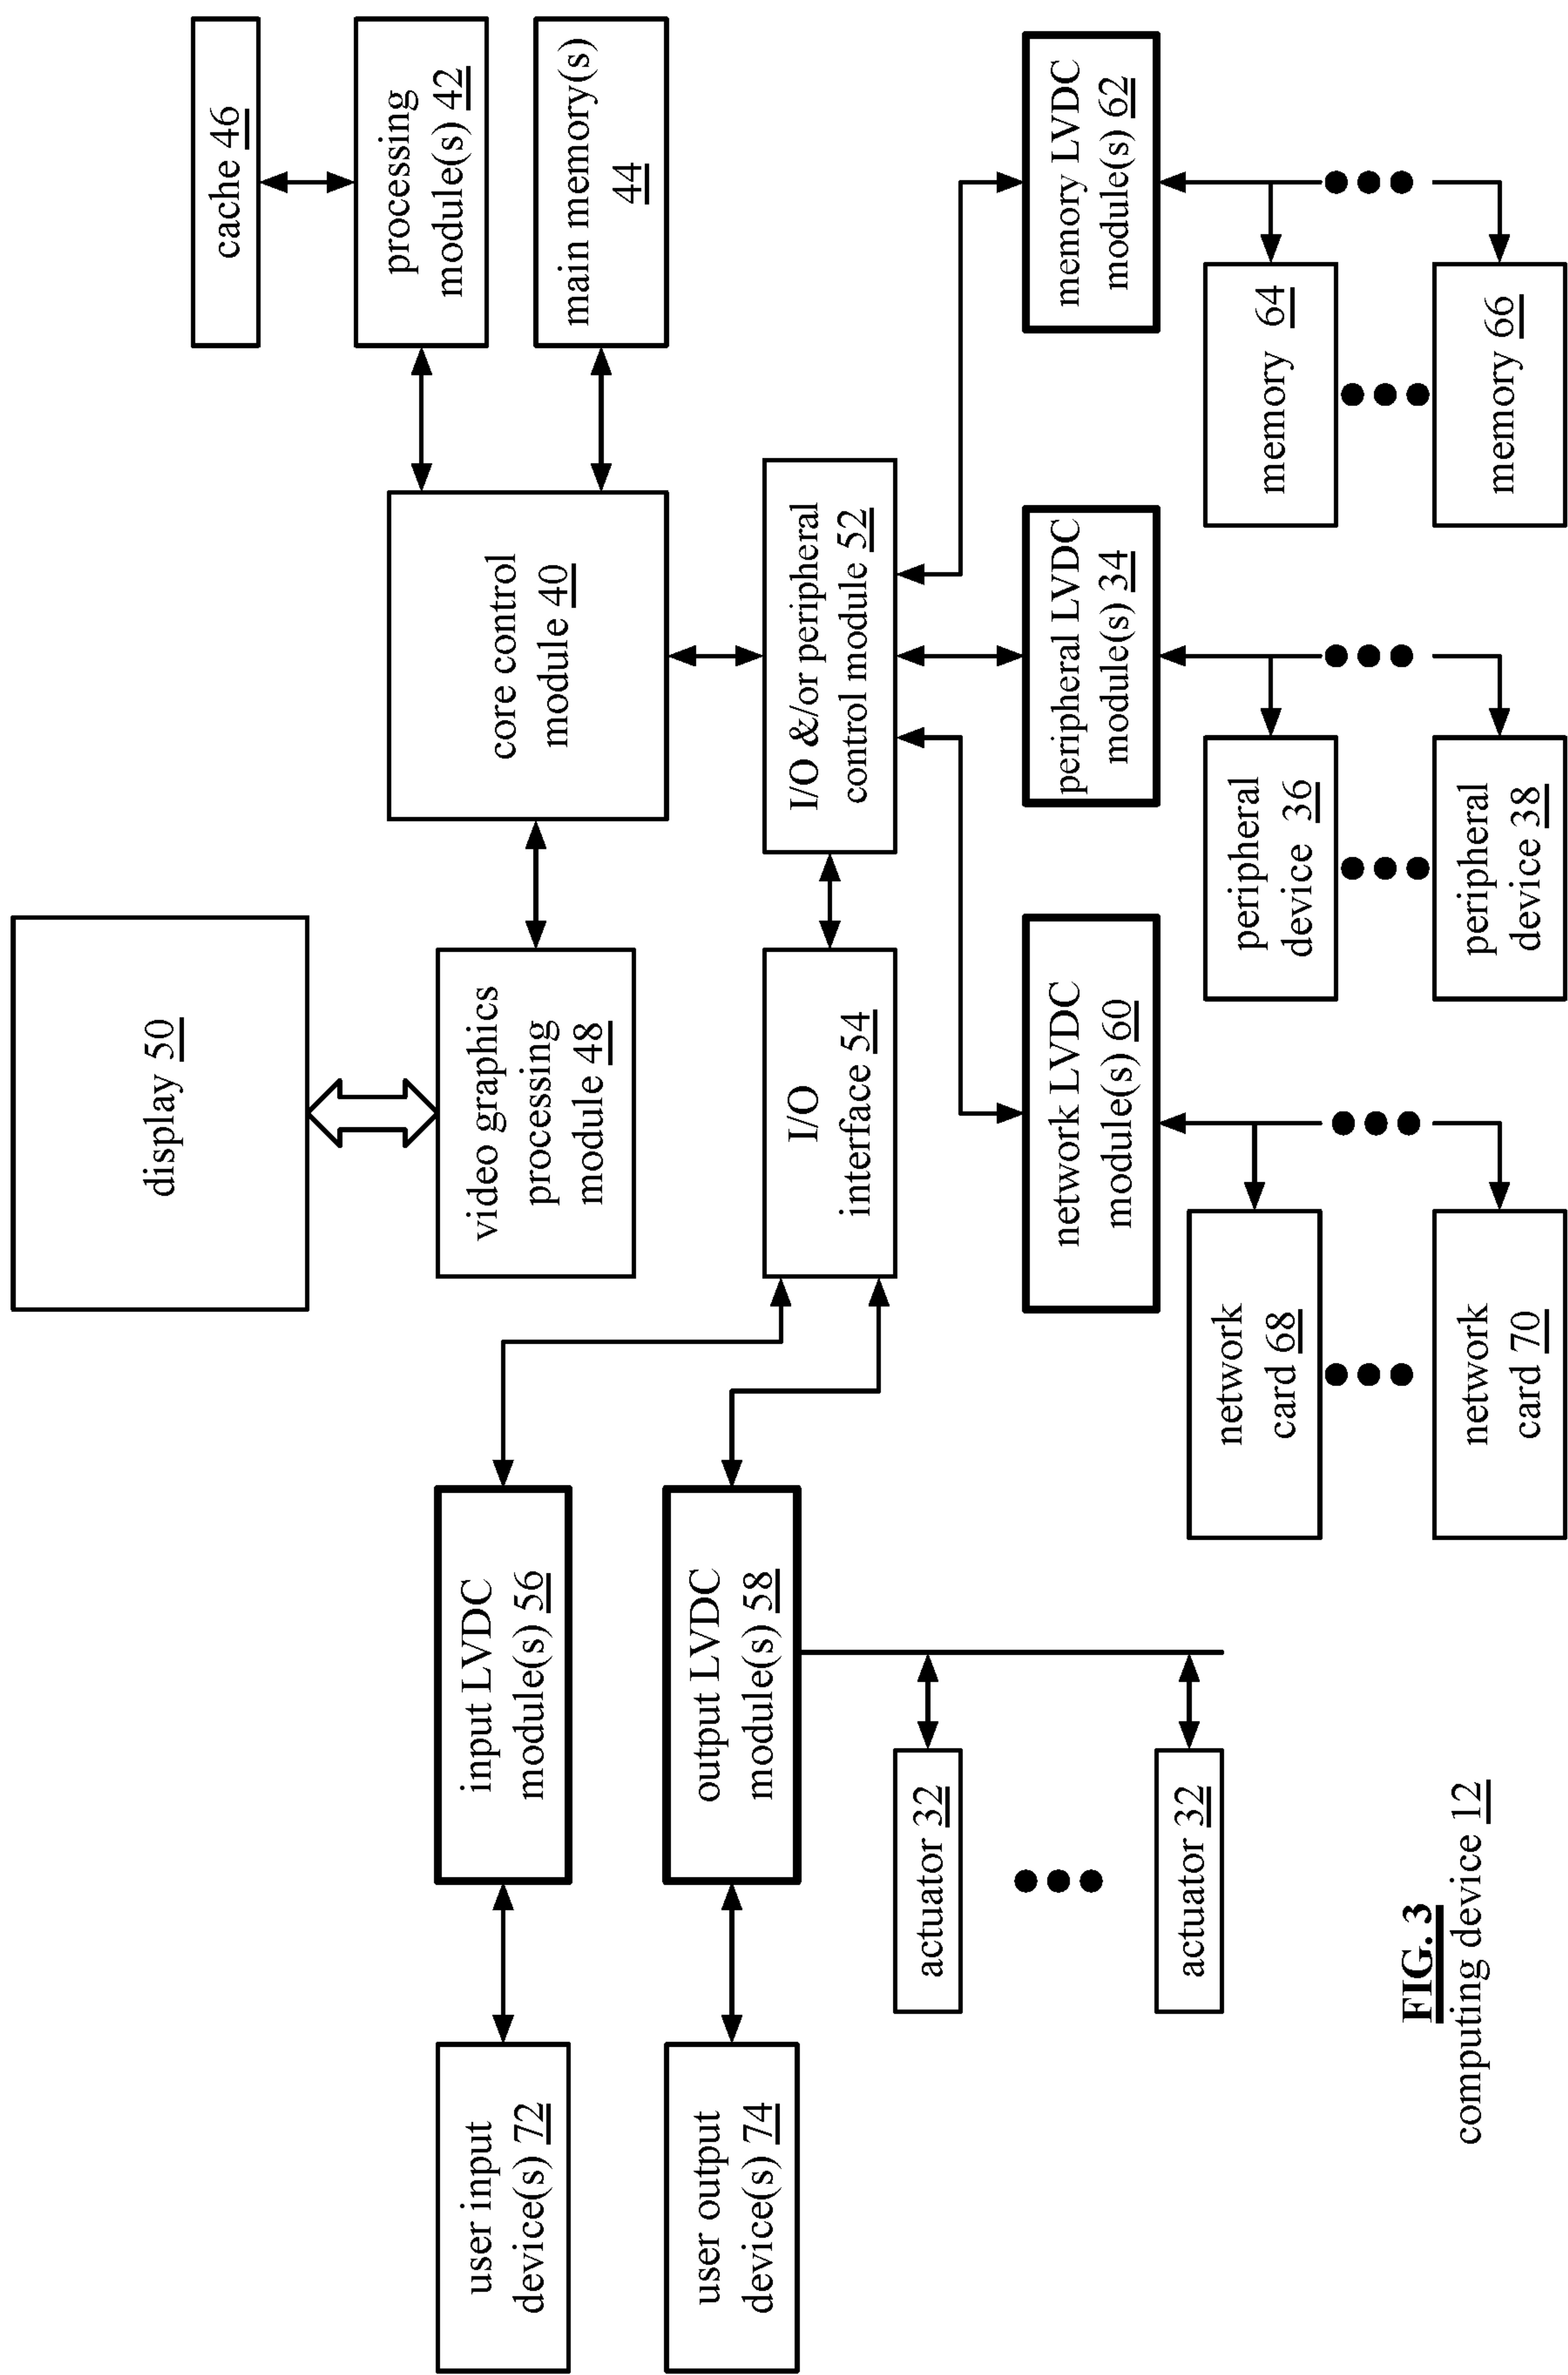 display 50
cache 46
video graphics
processing
module 48
core control
module 40
processing
module(s) 42
main memory(s)
44
user input
device(s) 72
input LVDC
module(s) 56
user output
device(s) 74
output LVDC
module(s) 58
I/O
interface 54
I/O &/or peripheral
control module 52
actuator 32
actuator 32
network LVDC
module(s) 60
peripheral LVDC
module(s) 34
memory LVDC
module(s) 62
network
card 68
peripheral
device 36
memory 64
network
card 70
peripheral
device 38
memory 66
FIG. 3
computing device 12